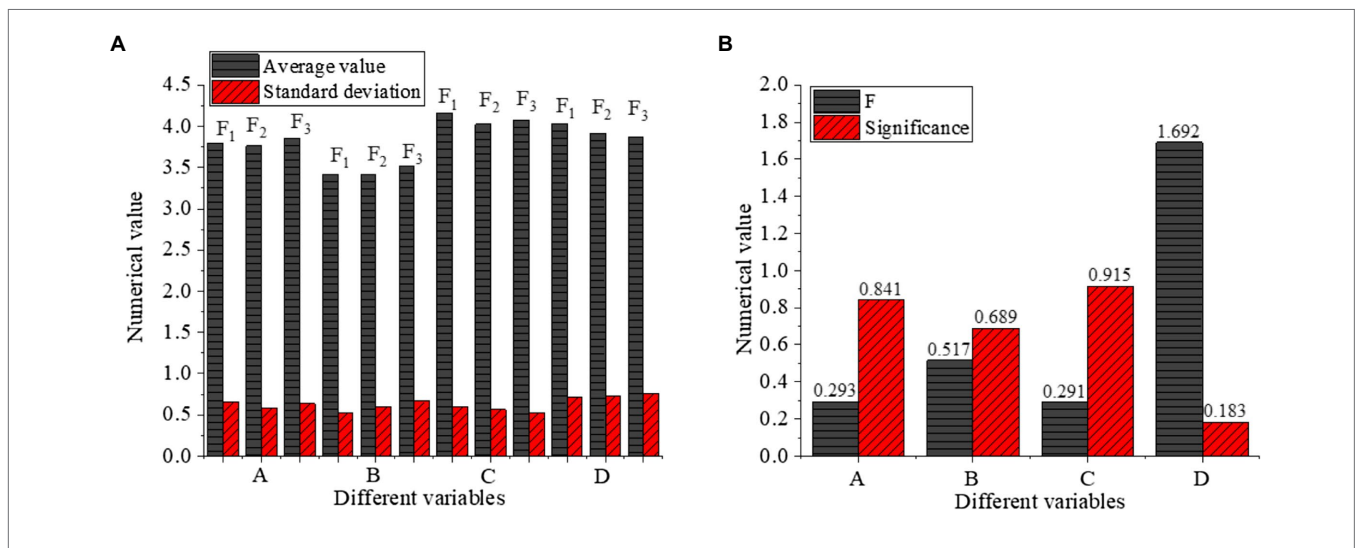 A
Average value
Standard deviation
4.5
4.0
3.5
3.0
2.5
2.0
1.5
1.0
0.5
0.0
Numerical value
F1 F2 F3 F1 F2 F3 F1 F2 F3 F1 F2 F3
A B C D
Different variables
B
F
Significance
2.0
1.8
1.6
1.4
1.2
1.0
0.8
0.6
0.4
0.2
0.0
Numerical value
0.293 0.841 0.517 0.689 0.291 0.915 1.692 0.183
A B C D
Different variables